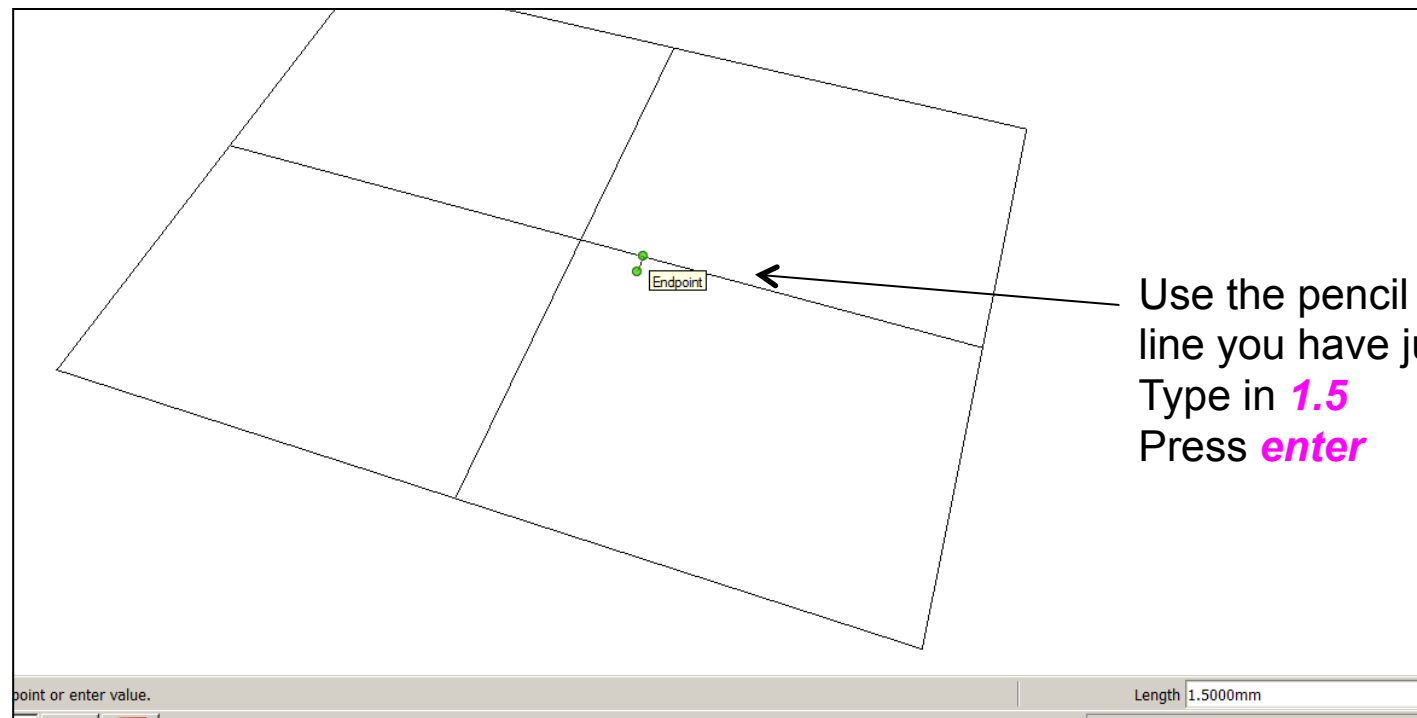 Endpoint
Use the pencil
line you have ju
Type in 1.5
Press enter
point or enter value.
Length 1.5000mm